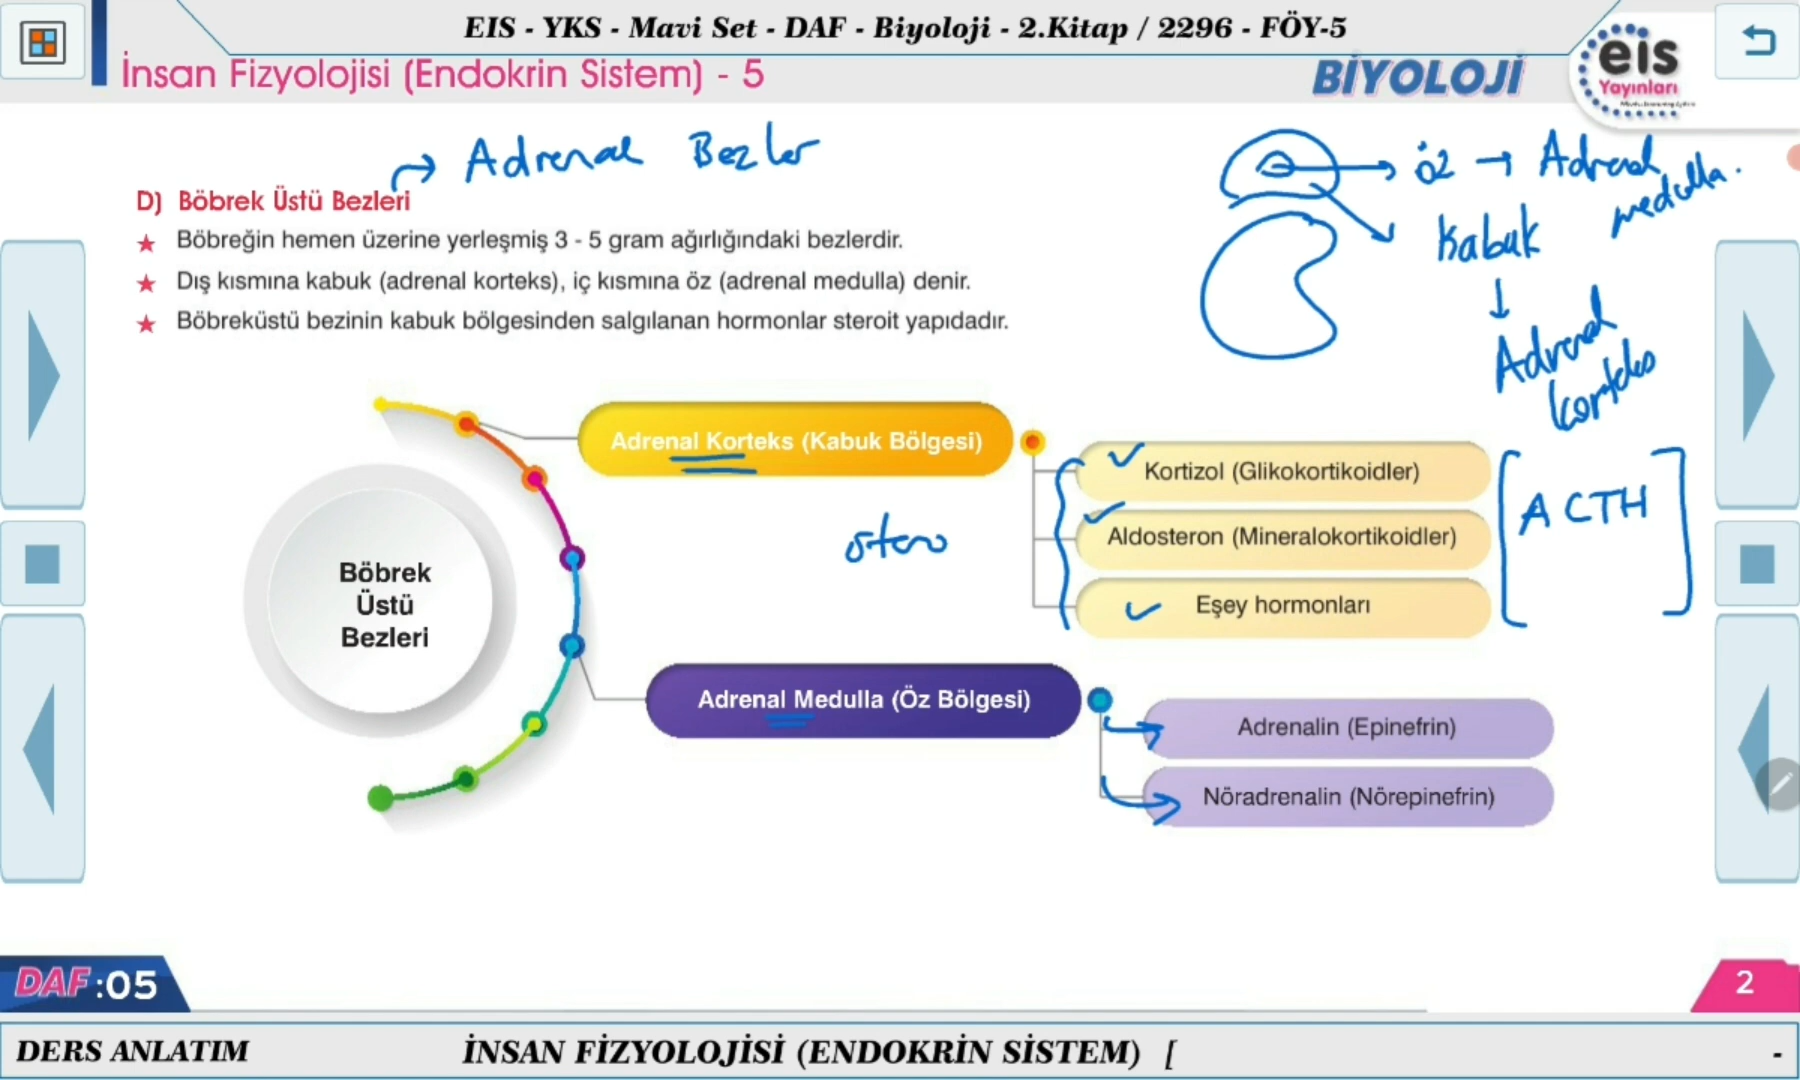 EIS - YKS - Mavi Set - DAF - Biyoloji - 2.Kitap / 2296 - FÖY-5
İnsan Fizyolojisi (Endokrin Sistem) - 5
BİYOLOJİ
eis
Yayınları
Adrenal Bezler
D) Böbrek Üstü Bezleri
Böbreğin hemen üzerine yerleşmiş 3 - 5 gram ağırlığındaki bezlerdir.
Dış kısmına kabuk (adrenal korteks), iç kısmına öz (adrenal medulla) denir.
Böbreküstü bezinin kabuk bölgesinden salgılanan hormonlar steroit yapıdadır.
öz → Adrenal
medulla.
Kabuk
Adrenal
korteks
Adrenal Korteks (Kabuk Bölgesi)
Kortizol (Glikokortikoidler)
Aldosteron (Mineralokortikoidler)
Eşey hormonları
ACTH
Böbrek
Üstü
Bezleri
Adrenal Medulla (Öz Bölgesi)
Adrenalin (Epinefrin)
Nöradrenalin (Nörepinefrin)
DAF :05
2
DERS ANLATIM
İNSAN FİZYOLOJİSİ (ENDOKRİN SİSTEM) [
-